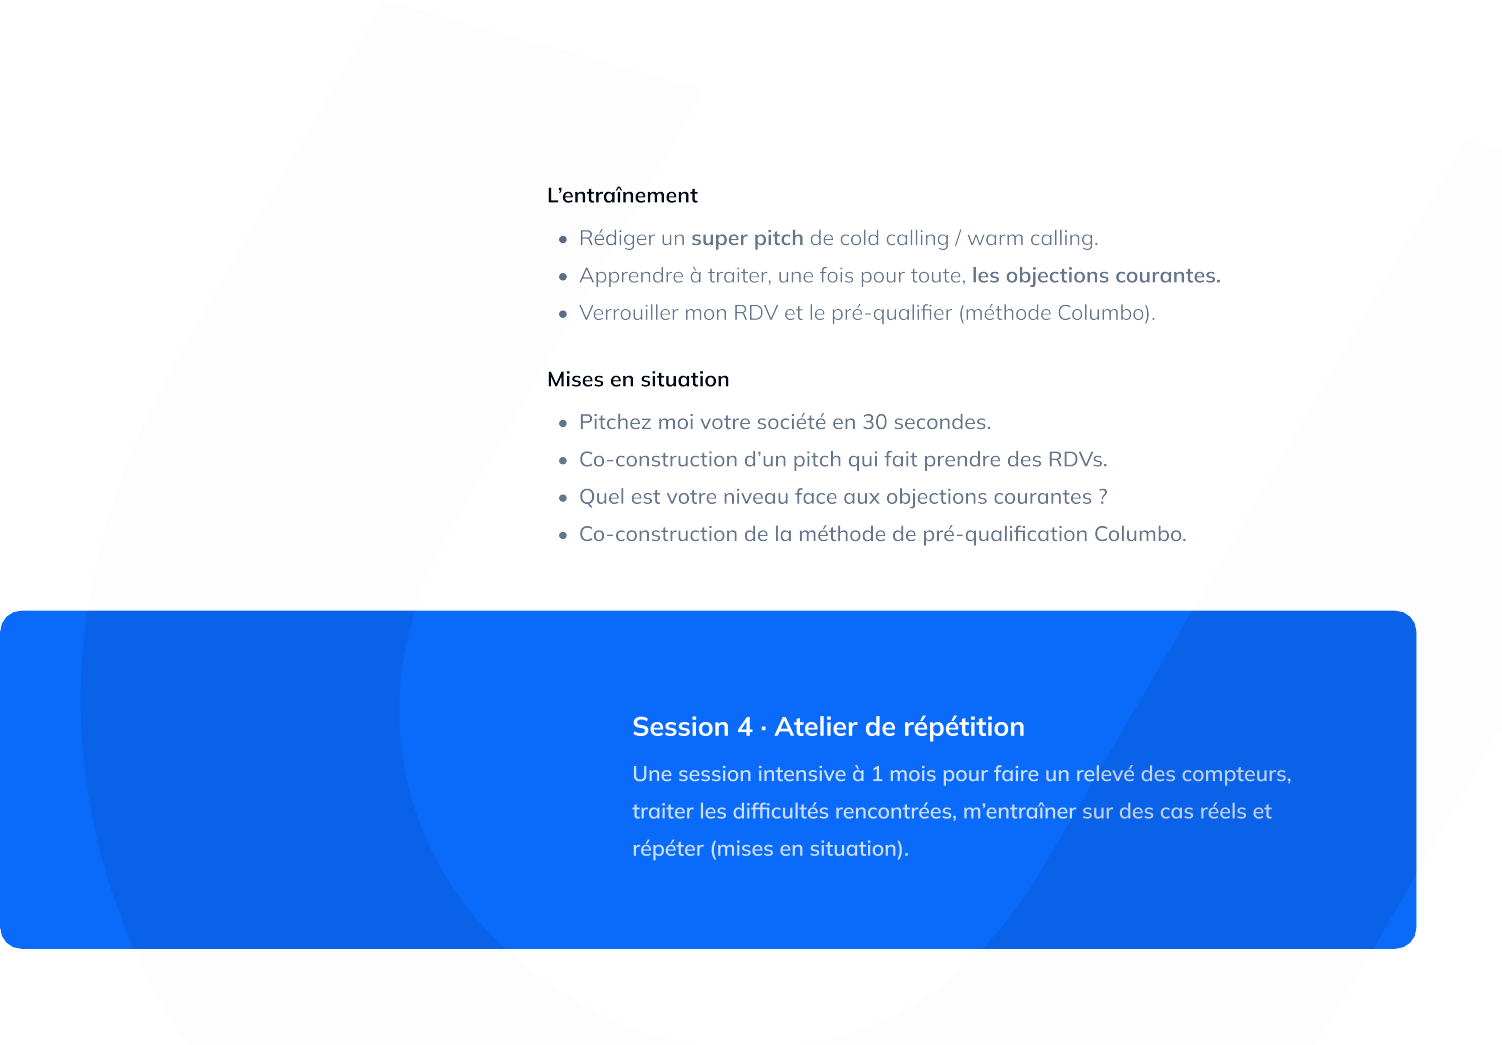 L’entraînement
• Rédiger un super pitch de cold calling / warm calling.
• Apprendre à traiter, une fois pour toute, les objections courantes.
• Verrouiller mon RDV et le pré-qualifier (méthode Columbo).
Mises en situation
• Pitchez moi votre société en 30 secondes.
• Co-construction d’un pitch qui fait prendre des RDVs.
• Quel est votre niveau face aux objections courantes ?
• Co-construction de la méthode de pré-qualification Columbo.
Session 4 · Atelier de répétition
Une session intensive à 1 mois pour faire un relevé des compteurs,
traiter les difficultés rencontrées, m’entraîner sur des cas réels et
répéter (mises en situation).